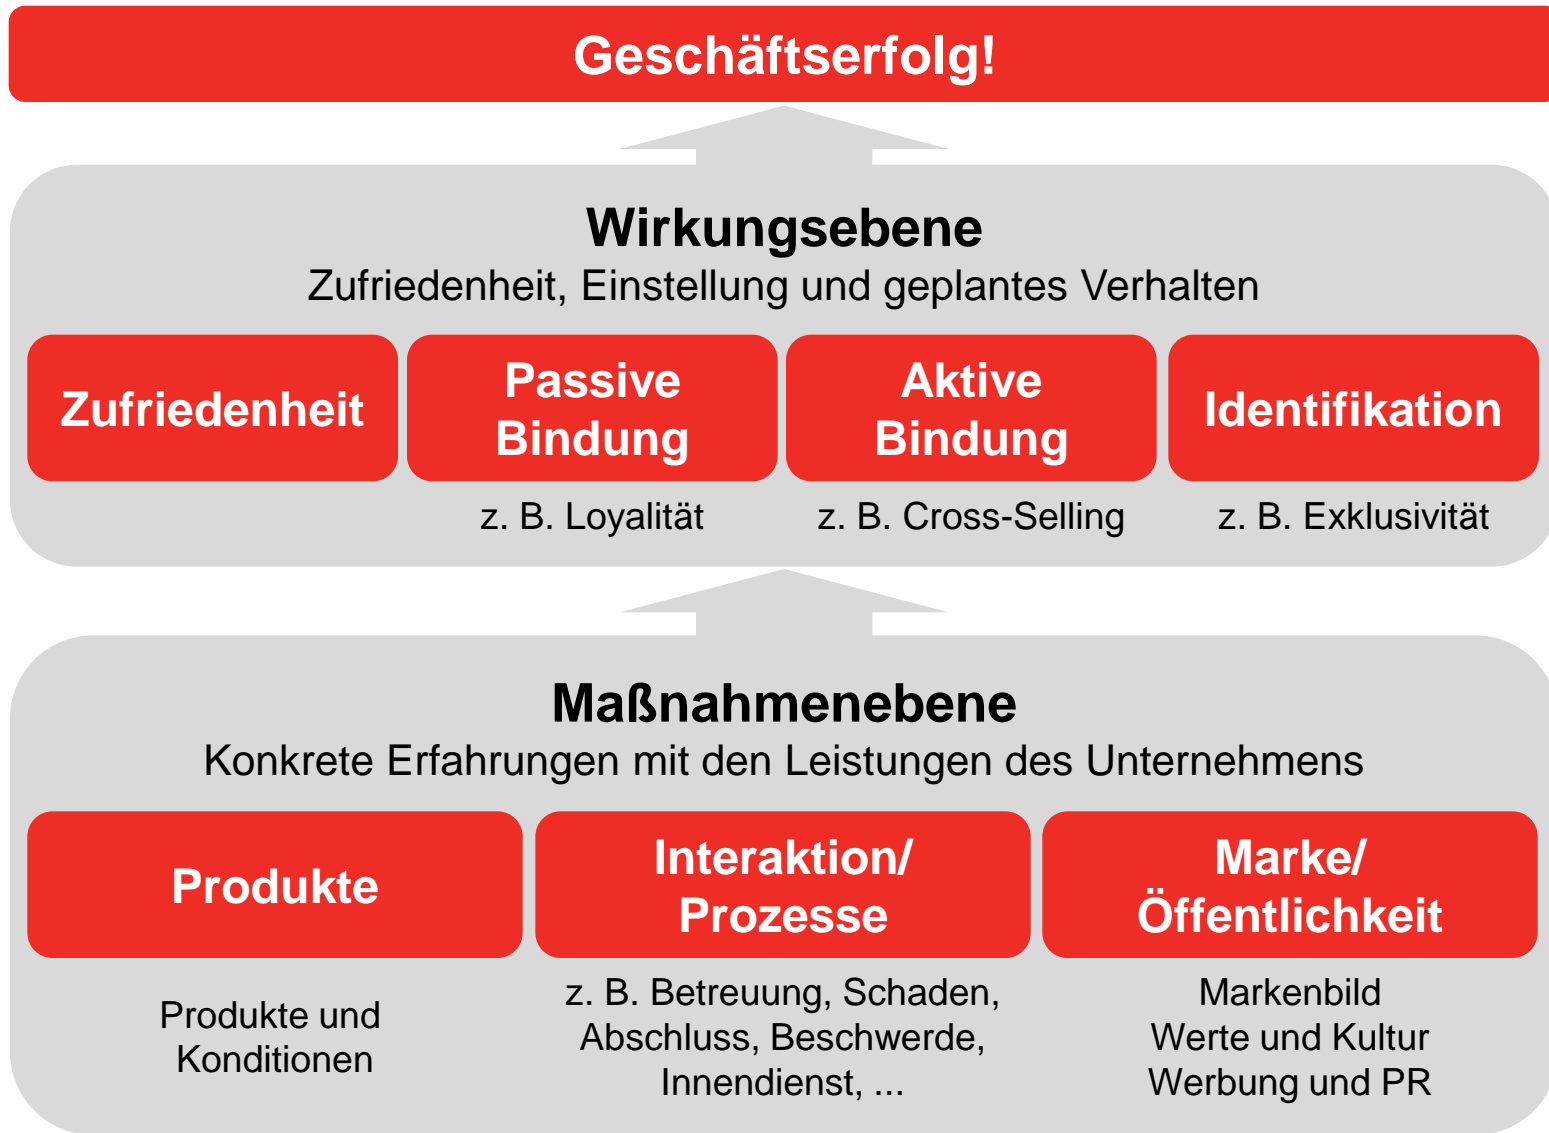 Geschäftserfolg!
Wirkungsebene
Zufriedenheit, Einstellung und geplantes Verhalten
Zufriedenheit
Passive
Bindung
z. B. Loyalität
Aktive
Bindung
z. B. Cross-Selling
Identifikation
z. B. Exklusivität
Maßnahmenebene
Konkrete Erfahrungen mit den Leistungen des Unternehmens
Produkte
Produkte und
Konditionen
Interaktion/
Prozesse
z. B. Betreuung, Schaden,
Abschluss, Beschwerde,
Innendienst, ...
Marke/
Öffentlichkeit
Markenbild
Werte und Kultur
Werbung und PR